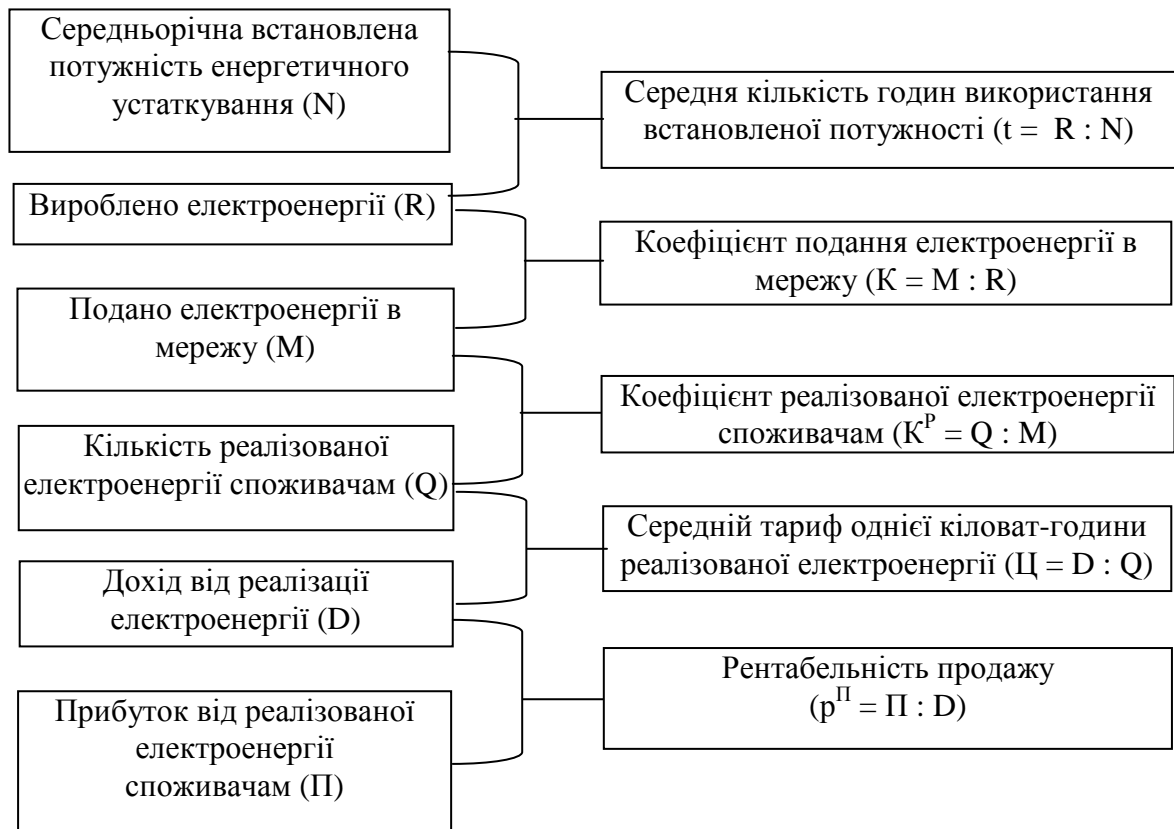 Середньорічна встановлена
потужність енергетичного
устаткування (N)
Середня кількість годин використання
встановленої потужності (t = R : N)
Вироблено електроенергії (R)
Коефіцієнт подання електроенергії в
мережу (К = М : R)
Подано електроенергії в
мережу (М)
Коефіцієнт реалізованої електроенергії
споживачам (К^Р = Q : М)
Кількість реалізованої
електроенергії споживачам (Q)
Середній тариф однієї кіловат-години
реалізованої електроенергії (Ц = D : Q)
Дохід від реалізації
електроенергії (D)
Рентабельність продажу
(р^П = П : D)
Прибуток від реалізованої
електроенергії
споживачам (П)